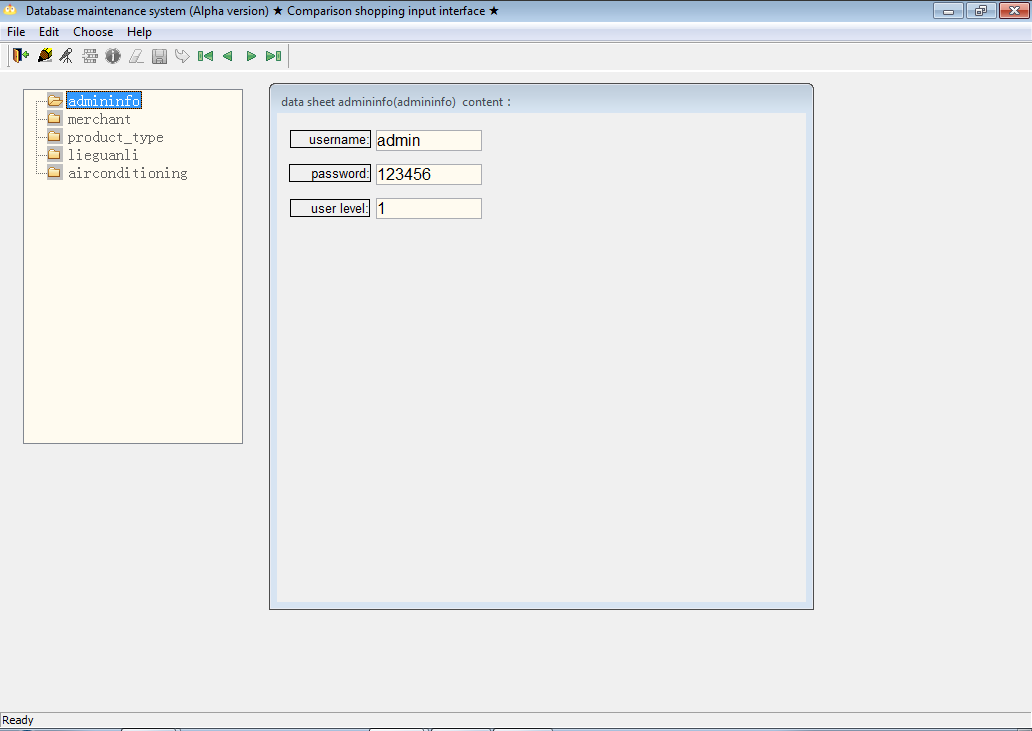 Database maintenance system (Alpha version) ★ Comparison shopping input interface ★
File Edit Choose Help
admininfo
merchant
product_type
lieguanli
airconditioning
data sheet admininfo(admininfo) content：
username: admin
password: 123456
user level: 1
Ready